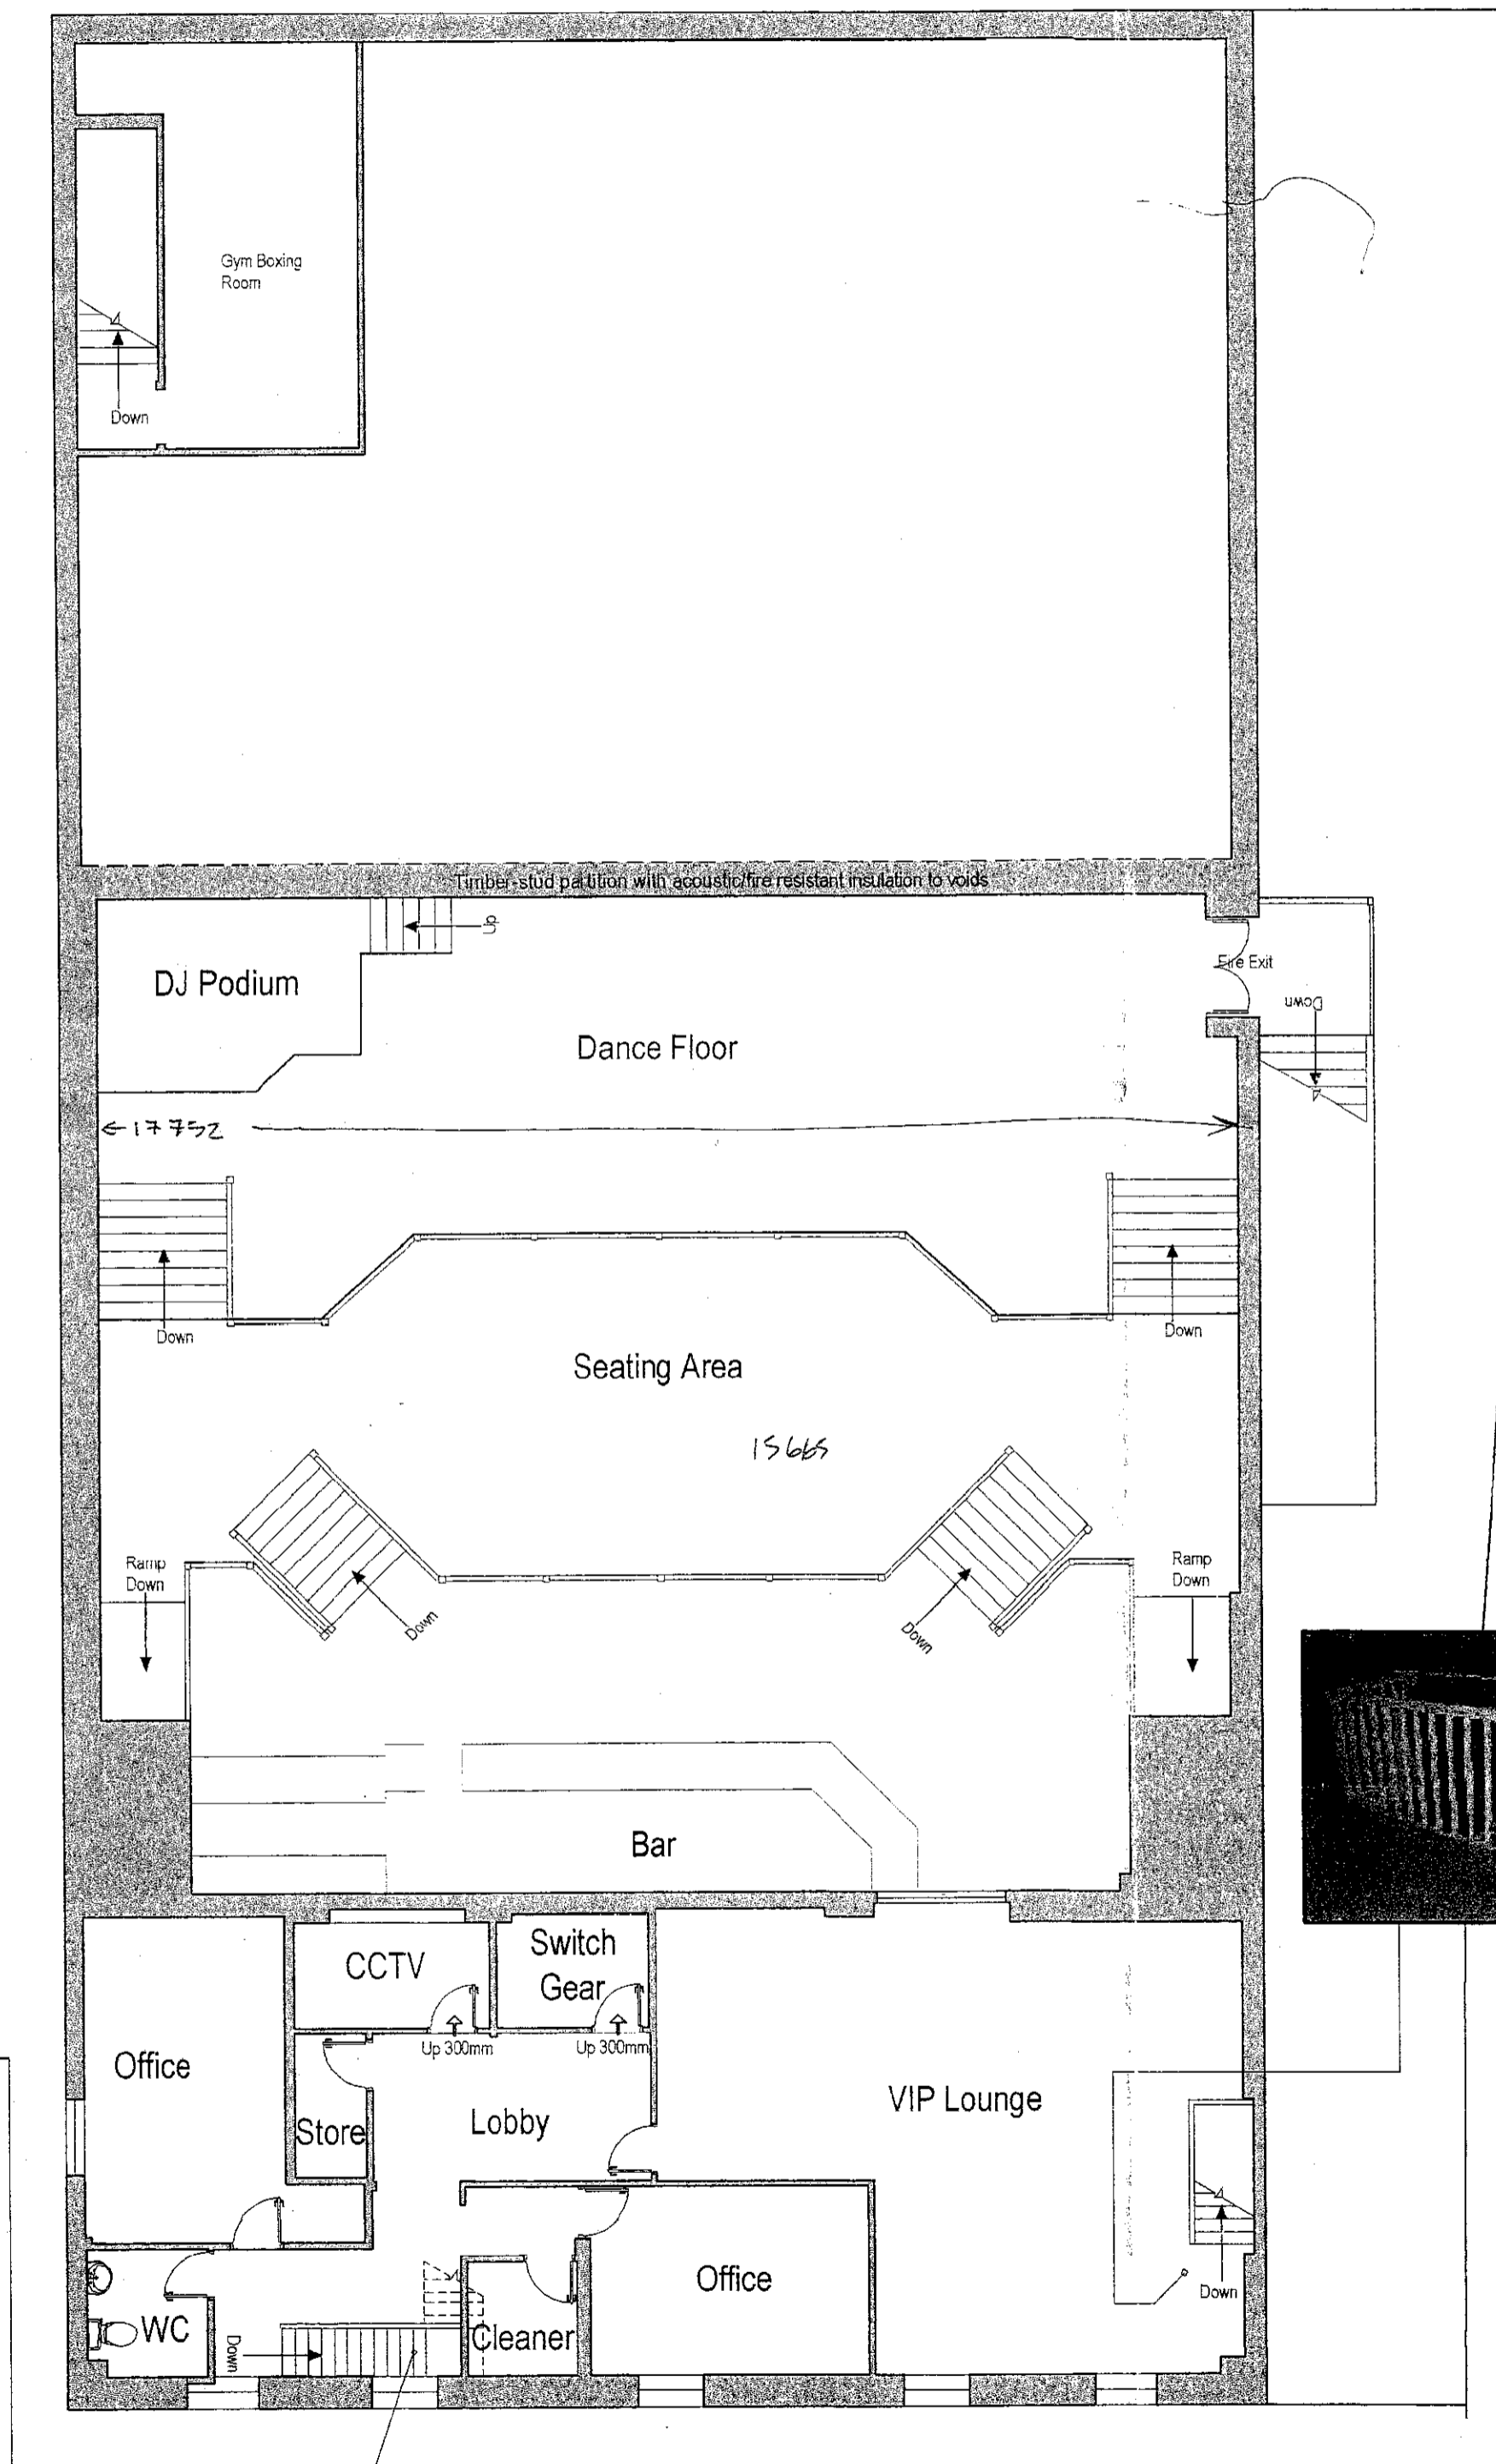 Gym Boxing
Room
Down
Timber-stud partition with acoustic/fire resistant insulation to voids
Up
DJ Podium
Fire Exit
Down
Dance Floor
17752
Down
Down
Seating Area
15665
Ramp
Down
Ramp
Down
Down
Down
Bar
CCTV
Switch
Gear
Up 300mm
Up 300mm
Office
VIP Lounge
Store
Lobby
Office
Down
WC
Down
Cleaner